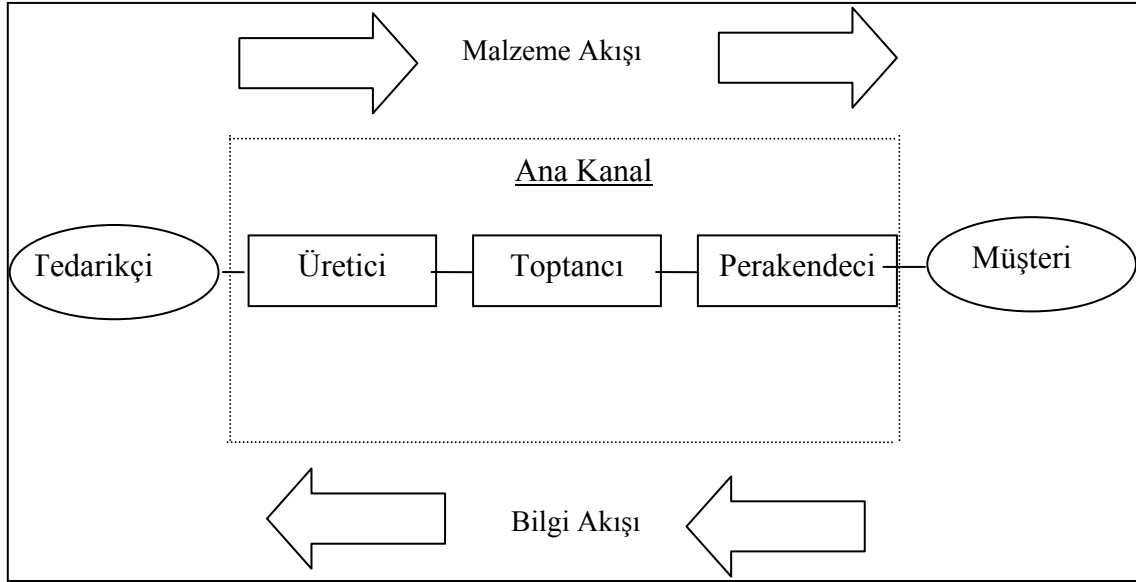 Malzeme Akışı
Ana Kanal
Tedarikçi
Üretici
Toptancı
Perakendeci
Müşteri
Bilgi Akışı